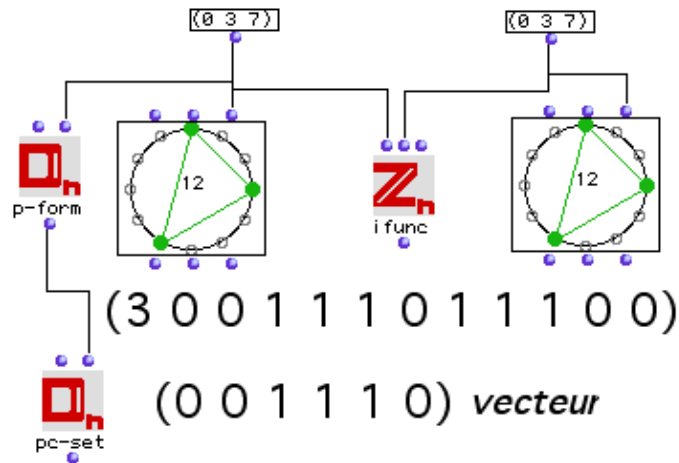 (0 3 7) (0 3 7)
12 12
p-form ifunc
(3 0 0 1 1 1 0 1 1 1 0 0)
(0 0 1 1 1 0) vecteur
pc-set